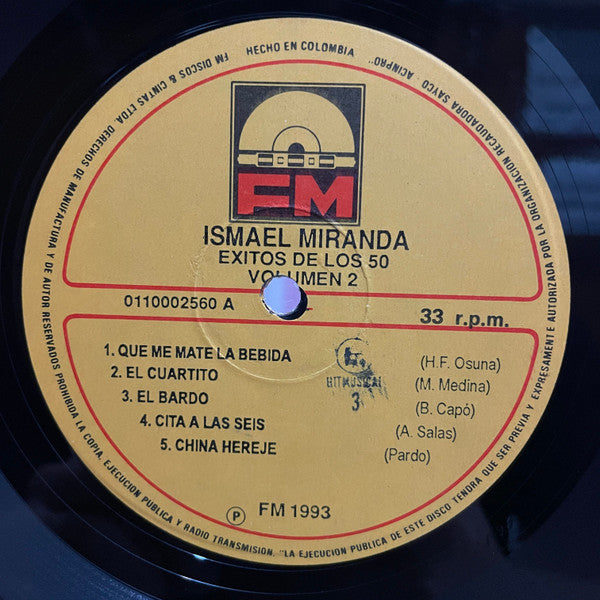 FM DISCOS & CINTAS LTDA. DERECHOS DE MANUFACTURA Y DE AUTOR RESERVADOS PROHIBIDA LA COPIA, EJECUCION PUBLICA Y RADIO TRANSMISION, "LA EJECUCION PUBLICA DE ESTE DISCO TENDRA QUE SER PREVIA Y EXPRESAMENTE AUTORIZADA POR LA ORGANIZACION RECAUDADORA SAYCO - ACINPRO".
HECHO EN COLOMBIA
FM
ISMAEL MIRANDA
EXITOS DE LOS 50
VOLUMEN 2
0110002560 A
33 r.p.m.
1. QUE ME MATE LA BEBIDA (H.F. Osuna)
2. EL CUARTITO (M. Medina)
3. EL BARDO (B. Capó)
4. CITA A LAS SEIS (A. Salas)
5. CHINA HEREJE (Pardo)
HITMUSICAL
3
P FM 1993